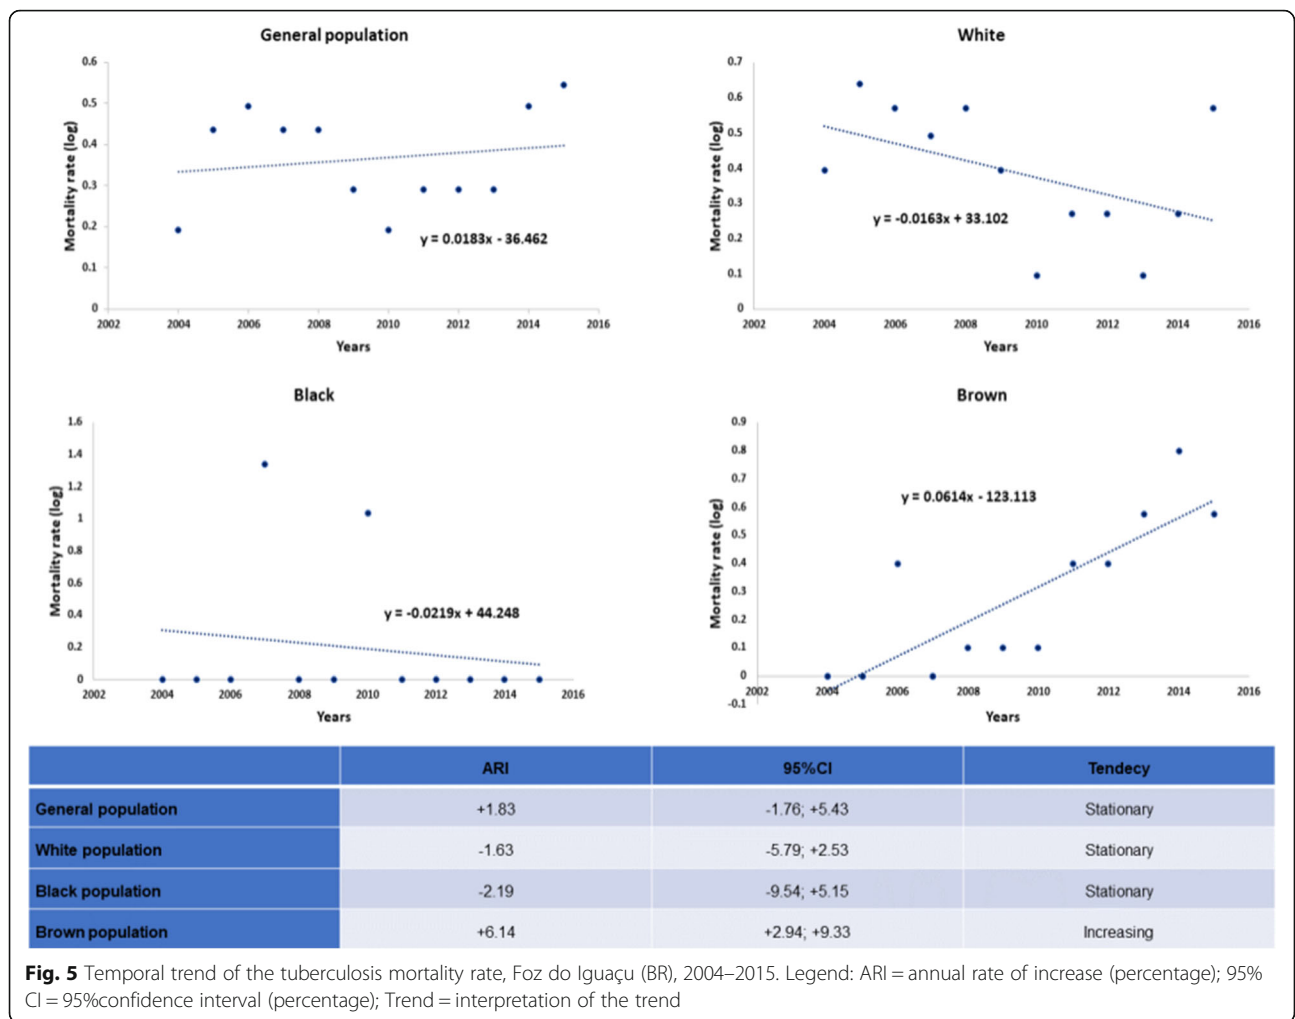 General population
0.6
0.5
0.4
0.3
0.2
0.1
0
Mortality rate (log)
y = 0.0183x - 36.462
2002 2004 2006 2008 2010 2012 2014 2016
Years
White
0.7
0.6
0.5
0.4
0.3
0.2
0.1
0
Mortality rate (log)
y = -0.0163x + 33.102
2002 2004 2006 2008 2010 2012 2014 2016
Years
Black
1.6
1.4
1.2
1
0.8
0.6
0.4
0.2
0
Mortality rate (log)
y = -0.0219x + 44.248
2002 2004 2006 2008 2010 2012 2014 2016
Years
Brown
0.9
0.8
0.7
0.6
0.5
0.4
0.3
0.2
0.1
0
-0.1
Mortality rate (log)
y = 0.0614x - 123.113
2002 2004 2006 2008 2010 2012 2014 2016
Years
ARI 95%CI Tendecy
General population +1.83 -1.76; +5.43 Stationary
White population -1.63 -5.79; +2.53 Stationary
Black population -2.19 -9.54; +5.15 Stationary
Brown population +6.14 +2.94; +9.33 Increasing
Fig. 5 Temporal trend of the tuberculosis mortality rate, Foz do Iguaçu (BR), 2004–2015. Legend: ARI = annual rate of increase (percentage); 95%
CI = 95%confidence interval (percentage); Trend = interpretation of the trend